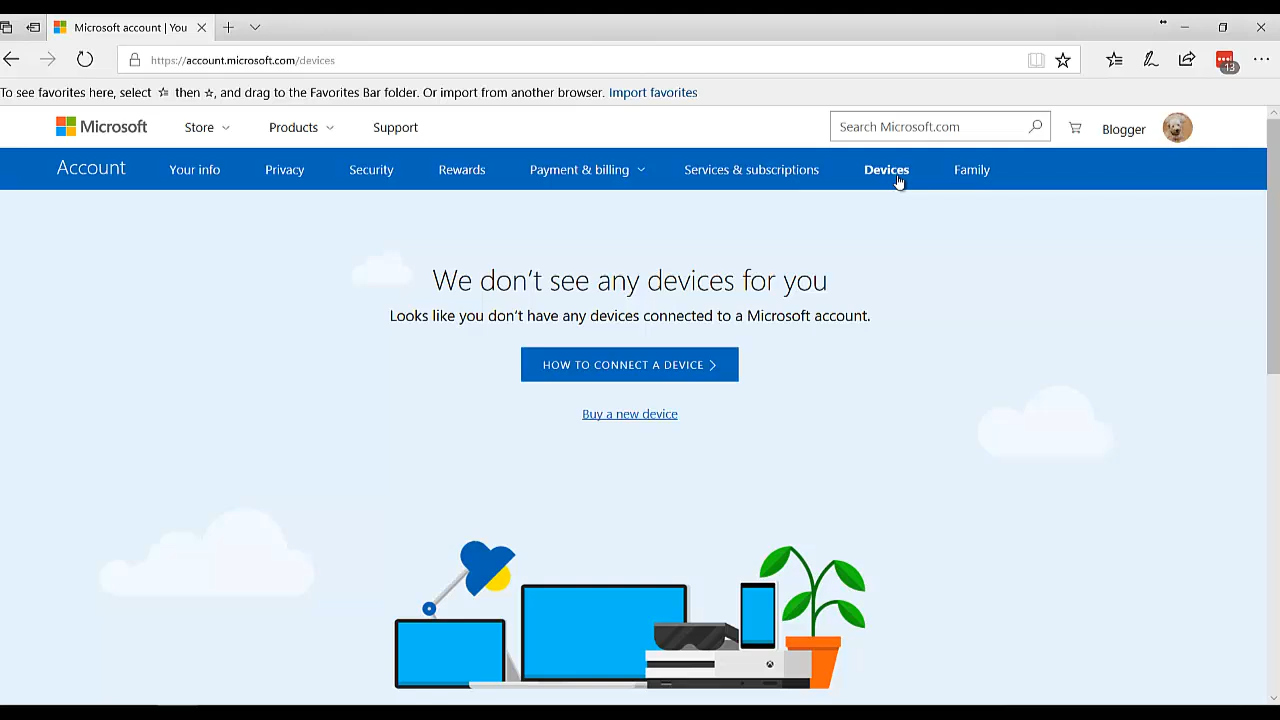 Microsoft account | You
https://account.microsoft.com/devices
13
To see favorites here, select ☆ then ☆, and drag to the Favorites Bar folder. Or import from another browser. Import favorites
Microsoft Store Products Support Search Microsoft.com Blogger
Account Your info Privacy Security Rewards Payment & billing Services & subscriptions Devices Family
We don't see any devices for you
Looks like you don't have any devices connected to a Microsoft account.
HOW TO CONNECT A DEVICE
Buy a new device